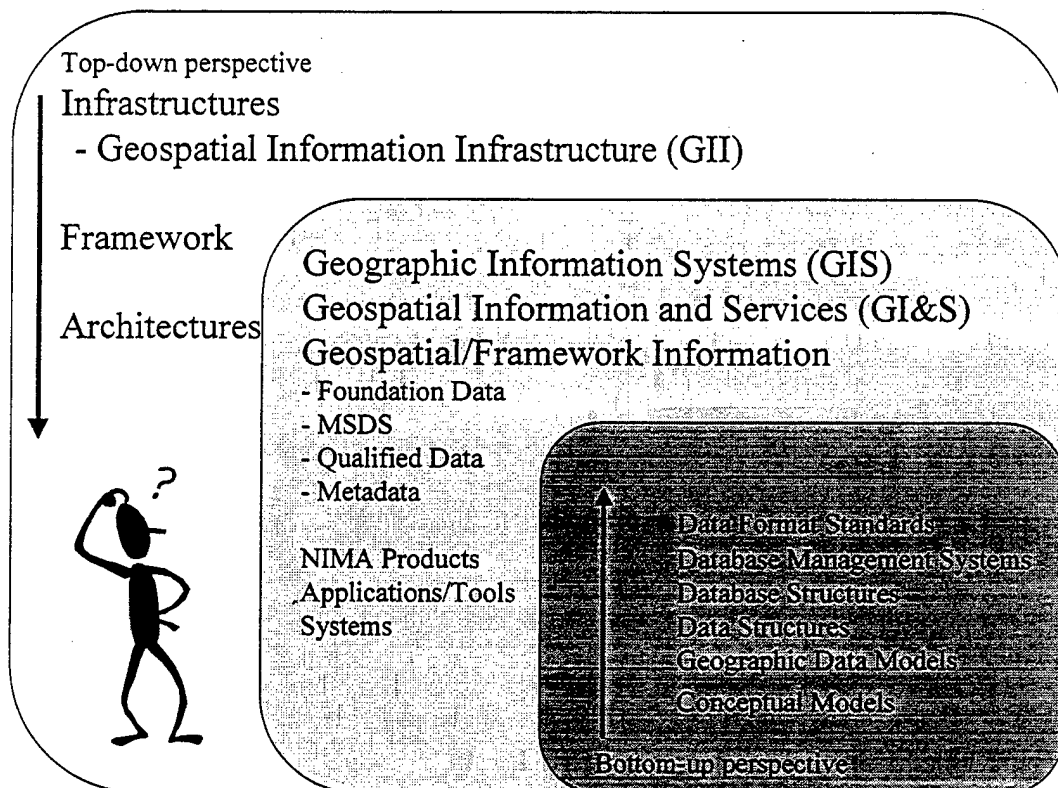 Top-down perspective
Infrastructures
- Geospatial Information Infrastructure (GII)
Framework
Architectures
Geographic Information Systems (GIS)
Geospatial Information and Services (GI&S)
Geospatial/Framework Information
- Foundation Data
- MSDS
- Qualified Data
- Metadata
NIMA Products
Applications/Tools
Systems
?
Data Format Standards
Database Management Systems
Database Structures
Data Structures
Geographic Data Models
Conceptual Models
Bottom-up perspective